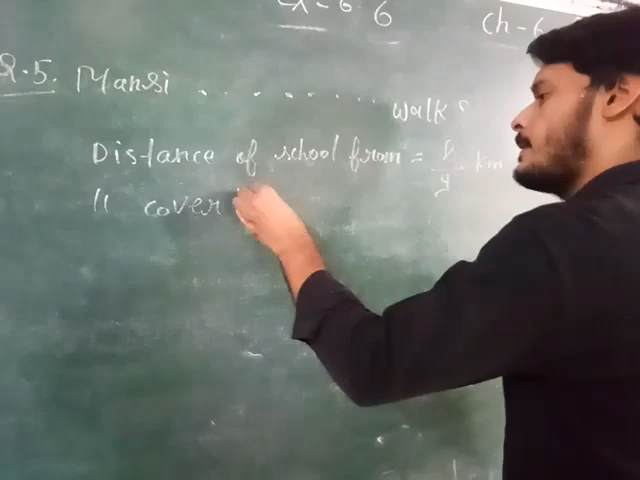 Ex-6.6
Ch-6
Q.5. Mansi ............ walk?
Distance of school from = km
" cover